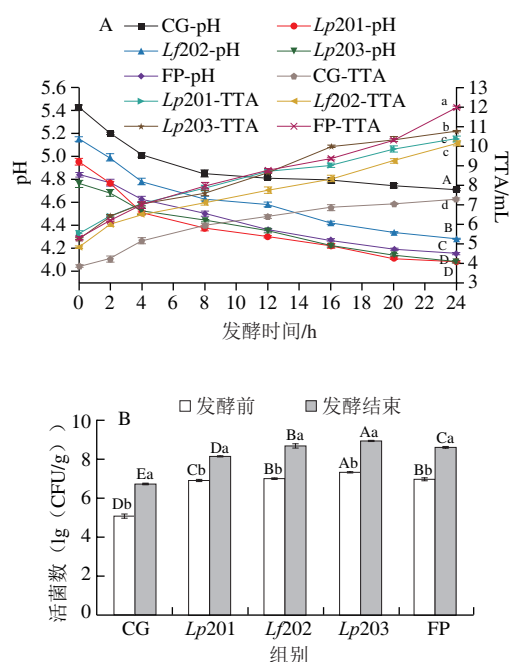 A
CG-pH
Lp201-pH
Lf202-pH
Lp203-pH
FP-pH
CG-TTA
Lp201-TTA
Lf202-TTA
Lp203-TTA
FP-TTA
5.6
5.4
5.2
5.0
4.8
4.6
4.4
4.2
4.0
pH
13
12
11
10
9
8
7
6
5
4
3
TTA/mL
a
b
c
c
A
d
B
C
D
D
0 2 4 8 12 16 20 24
发酵时间/h
B
发酵前
发酵结束
10
8
6
4
2
0
活菌数(lg(CFU/g))
Db Ea Cb Da Bb Ba Ab Aa Bb Ca
CG Lp201 Lf202 Lp203 FP
组别